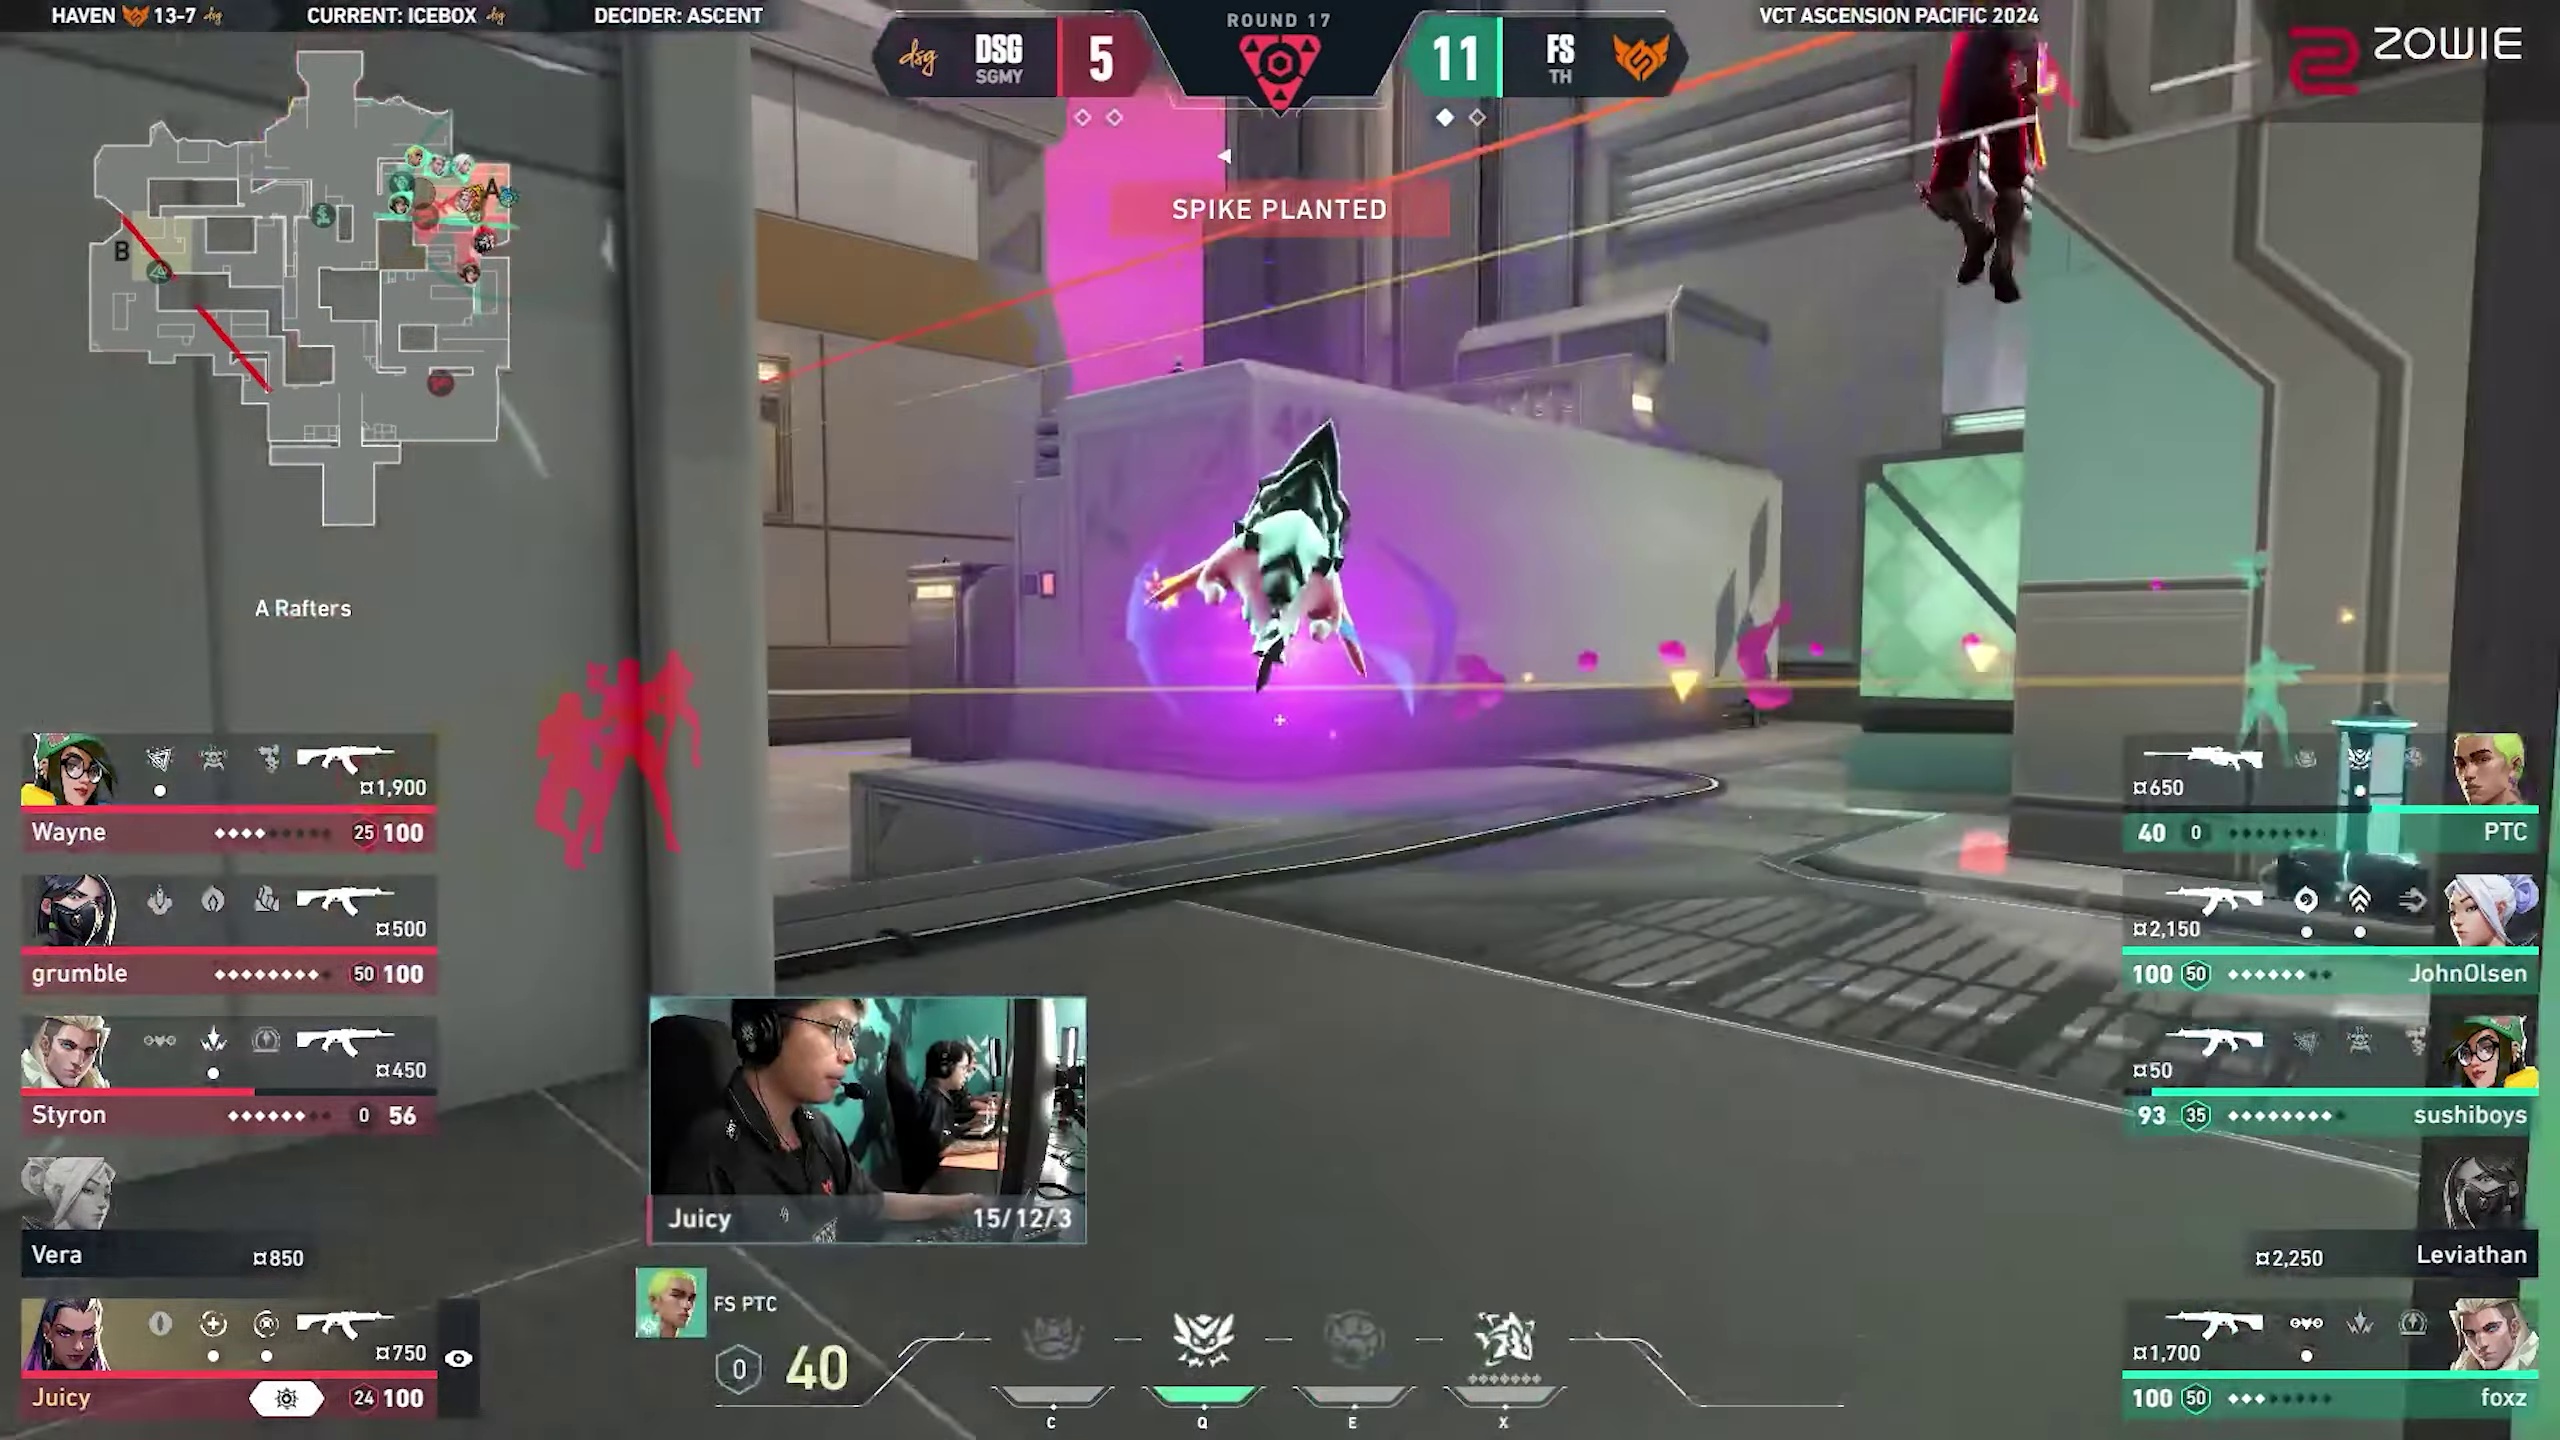 HAVEN 13-7 dsg
CURRENT: ICEBOX dsg
DECIDER: ASCENT
dsg DSG SGMY 5
ROUND 17
11 FS TH
VCT ASCENSION PACIFIC 2024
ZOWIE
SPIKE PLANTED
A
B
A Rafters
1,900
Wayne 25 100
500
grumble 50 100
450
Styron 0 56
Vera 850
750
Juicy 24 100
Juicy 15/12/3
FS PTC
0 40
C Q E X
650
40 0 PTC
2,150
100 50 JohnOlsen
50
93 35 sushiboys
2,250 Leviathan
1,700
100 50 foxz